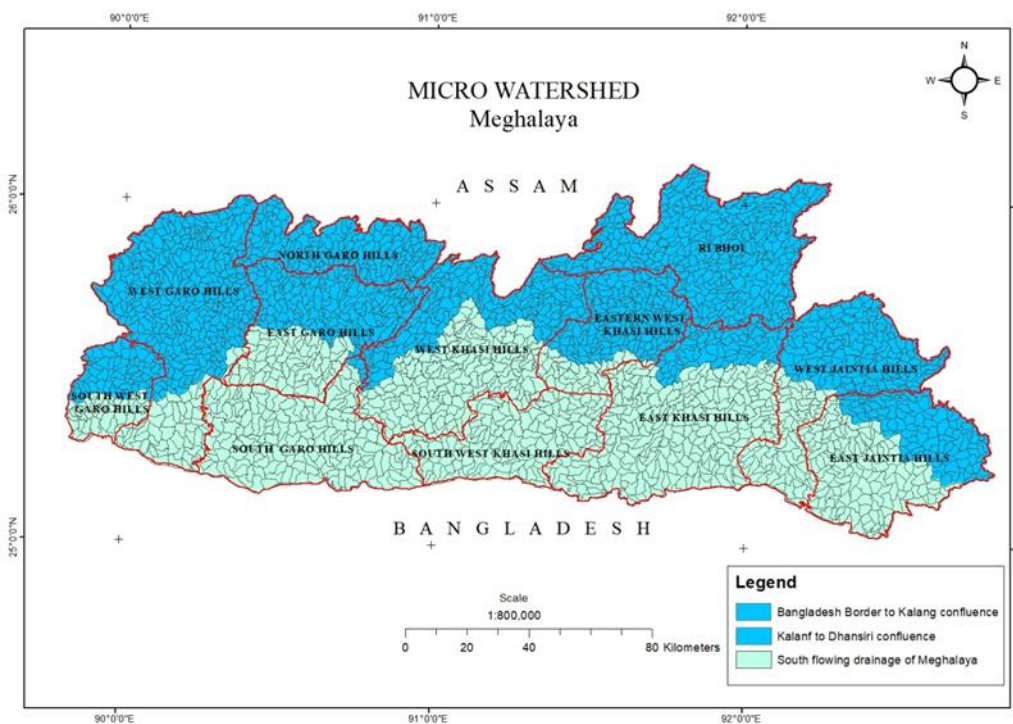 90°0'0"E 91°0'0"E 92°0'0"E
N
W E
S
MICRO WATERSHED
Meghalaya
A S S A M
26°0'0"N
RI BHOI
NORTH GARO HILLS
WEST GARO HILLS
EASTERN WEST
KHASI HILLS
EAST GARO HILLS
WEST KHASI HILLS
WEST JAINTIA HILLS
SOUTH WEST
GARO HILLS
EAST KHASI HILLS
SOUTH GARO HILLS
SOUTH WEST KHASI HILLS
EAST JAINTIA HILLS
25°0'0"N
B A N G L A D E S H
Legend
Bangladesh Border to Kalang confluence
Kalanf to Dhansiri confluence
South flowing drainage of Meghalaya
Scale
1:800,000
0 20 40 80 Kilometers
90°0'0"E 91°0'0"E 92°0'0"E